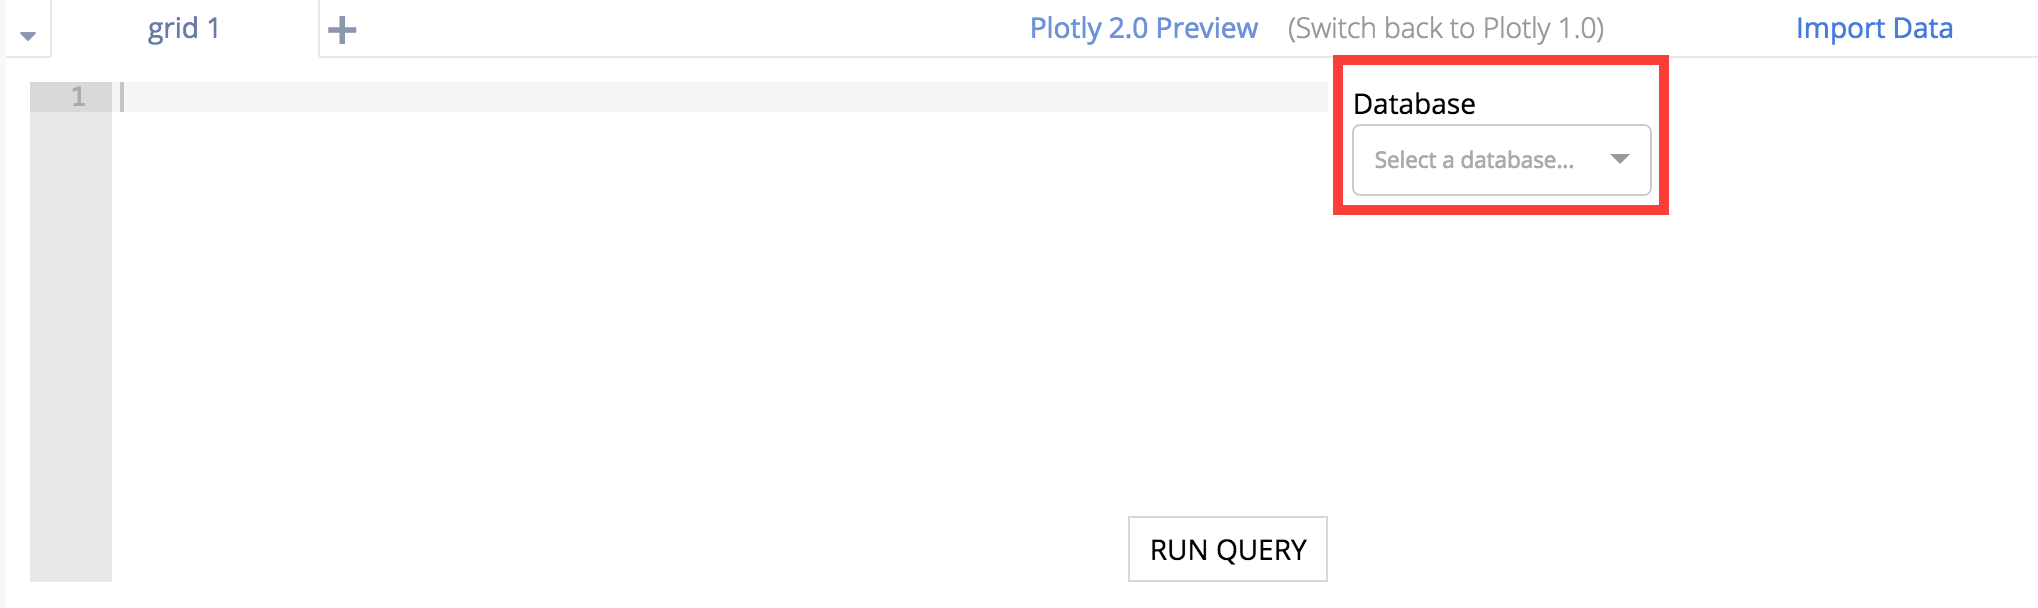 grid 1
Plotly 2.0 Preview (Switch back to Plotly 1.0) Import Data
1
Database
Select a database...
RUN QUERY